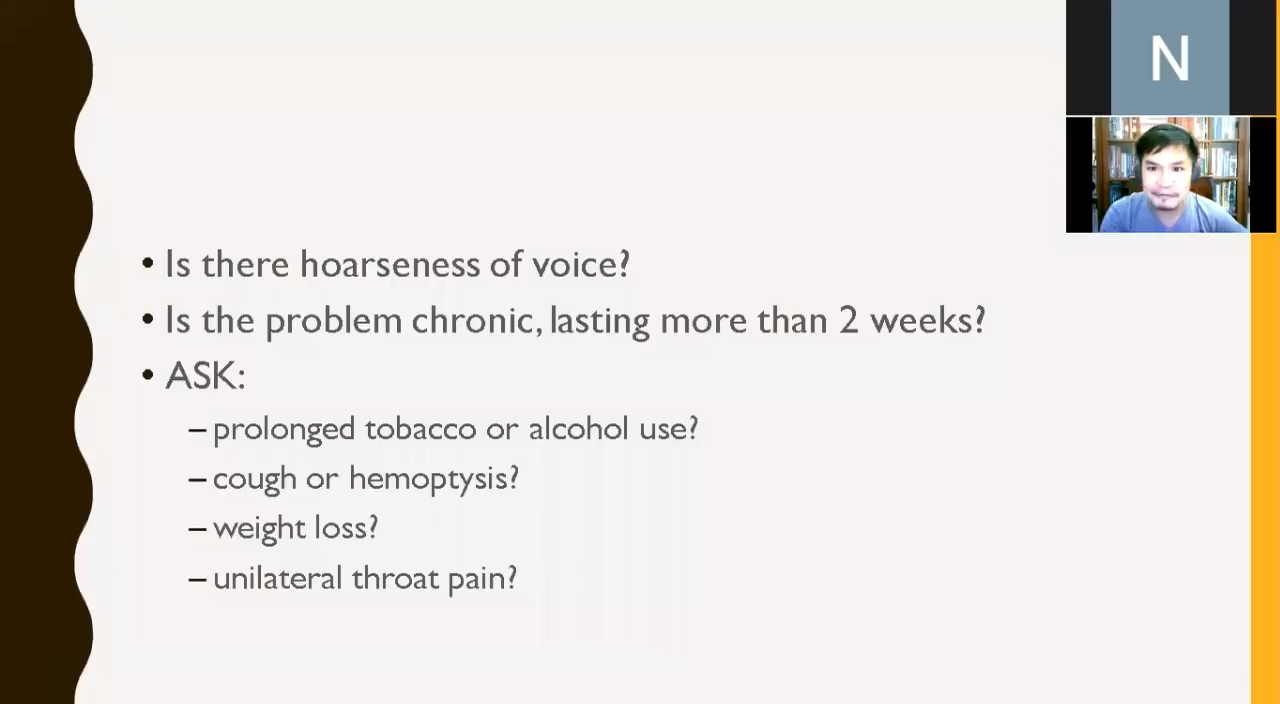 N
• Is there hoarseness of voice?
• Is the problem chronic, lasting more than 2 weeks?
• ASK:
– prolonged tobacco or alcohol use?
– cough or hemoptysis?
– weight loss?
– unilateral throat pain?